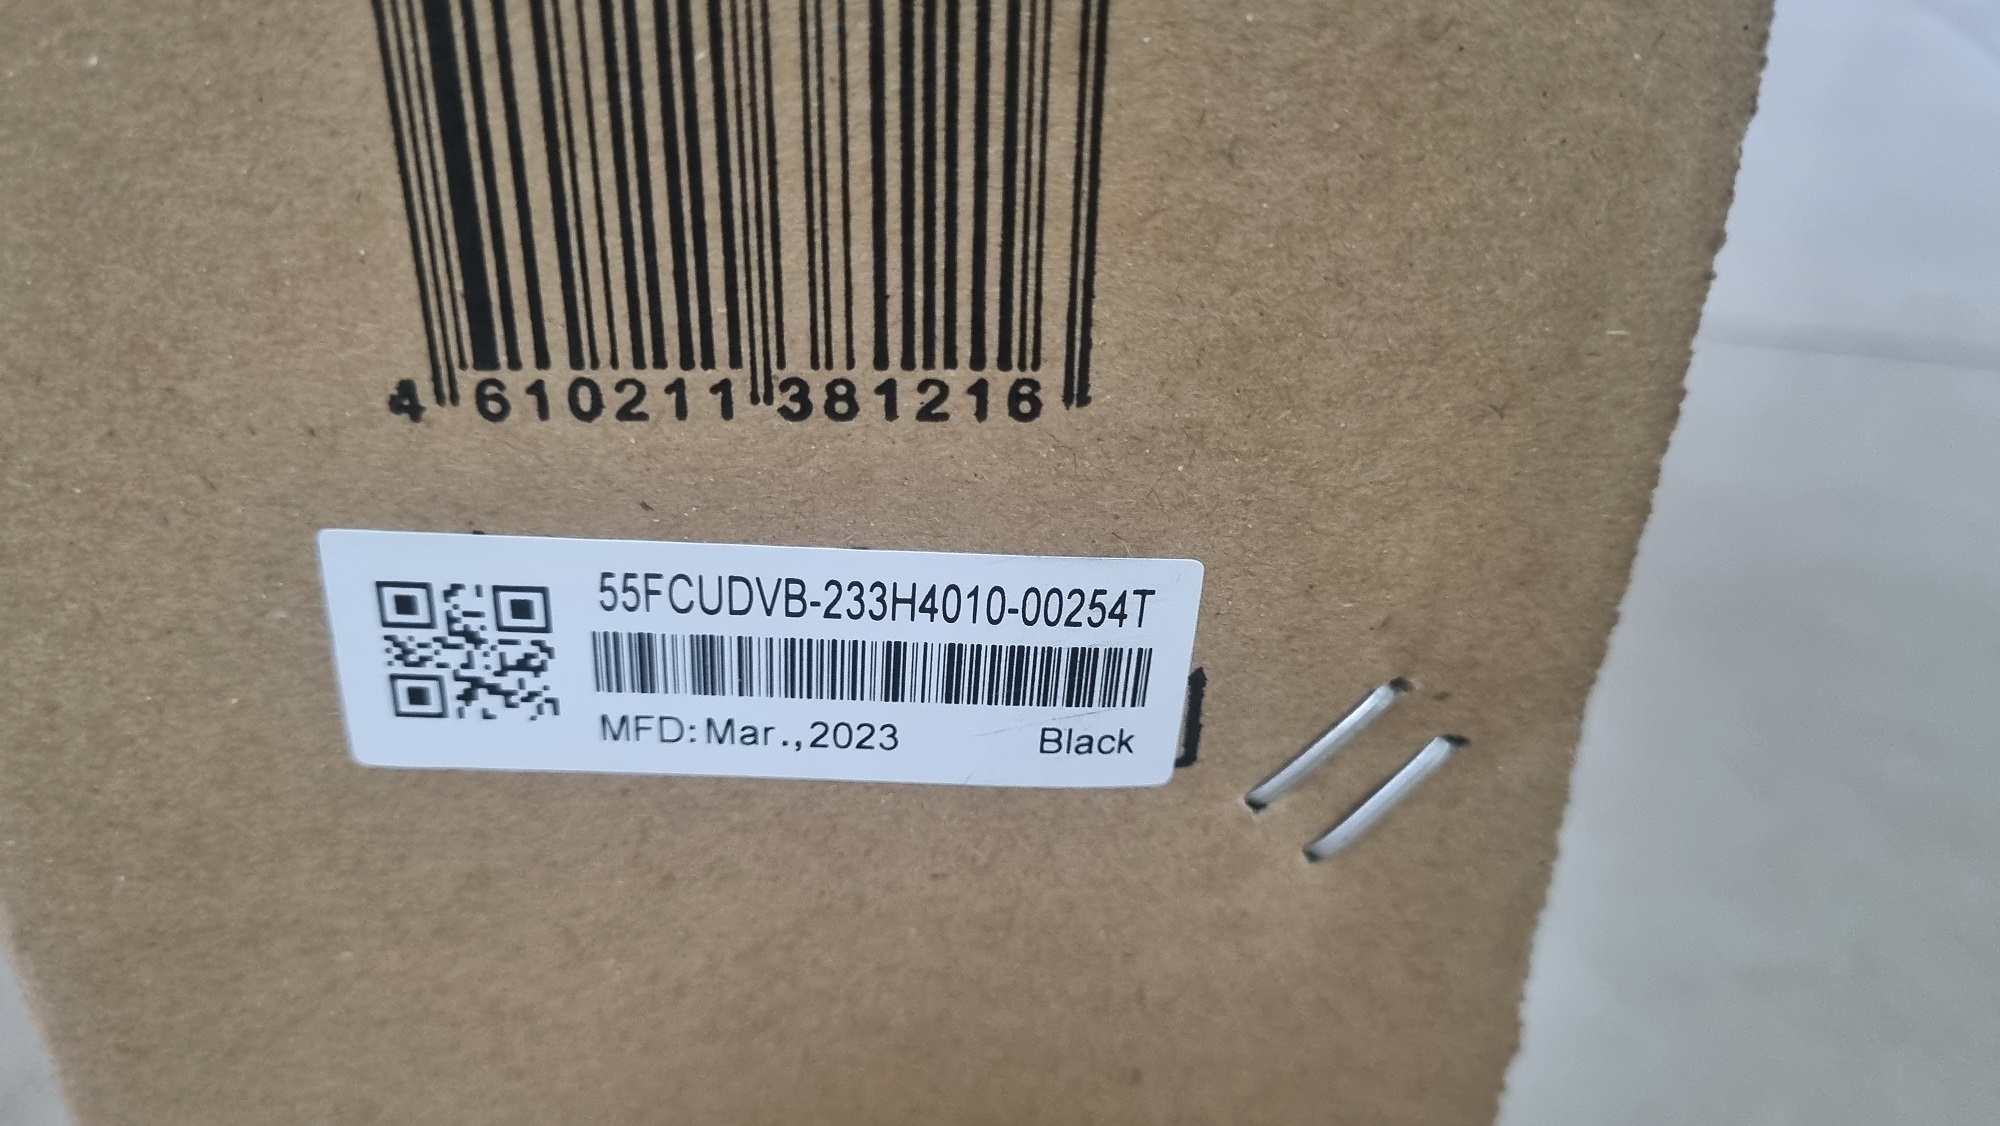 4 610211 381216
55FCUDVB-233H4010-00254T
MFD: Mar.,2023 Black